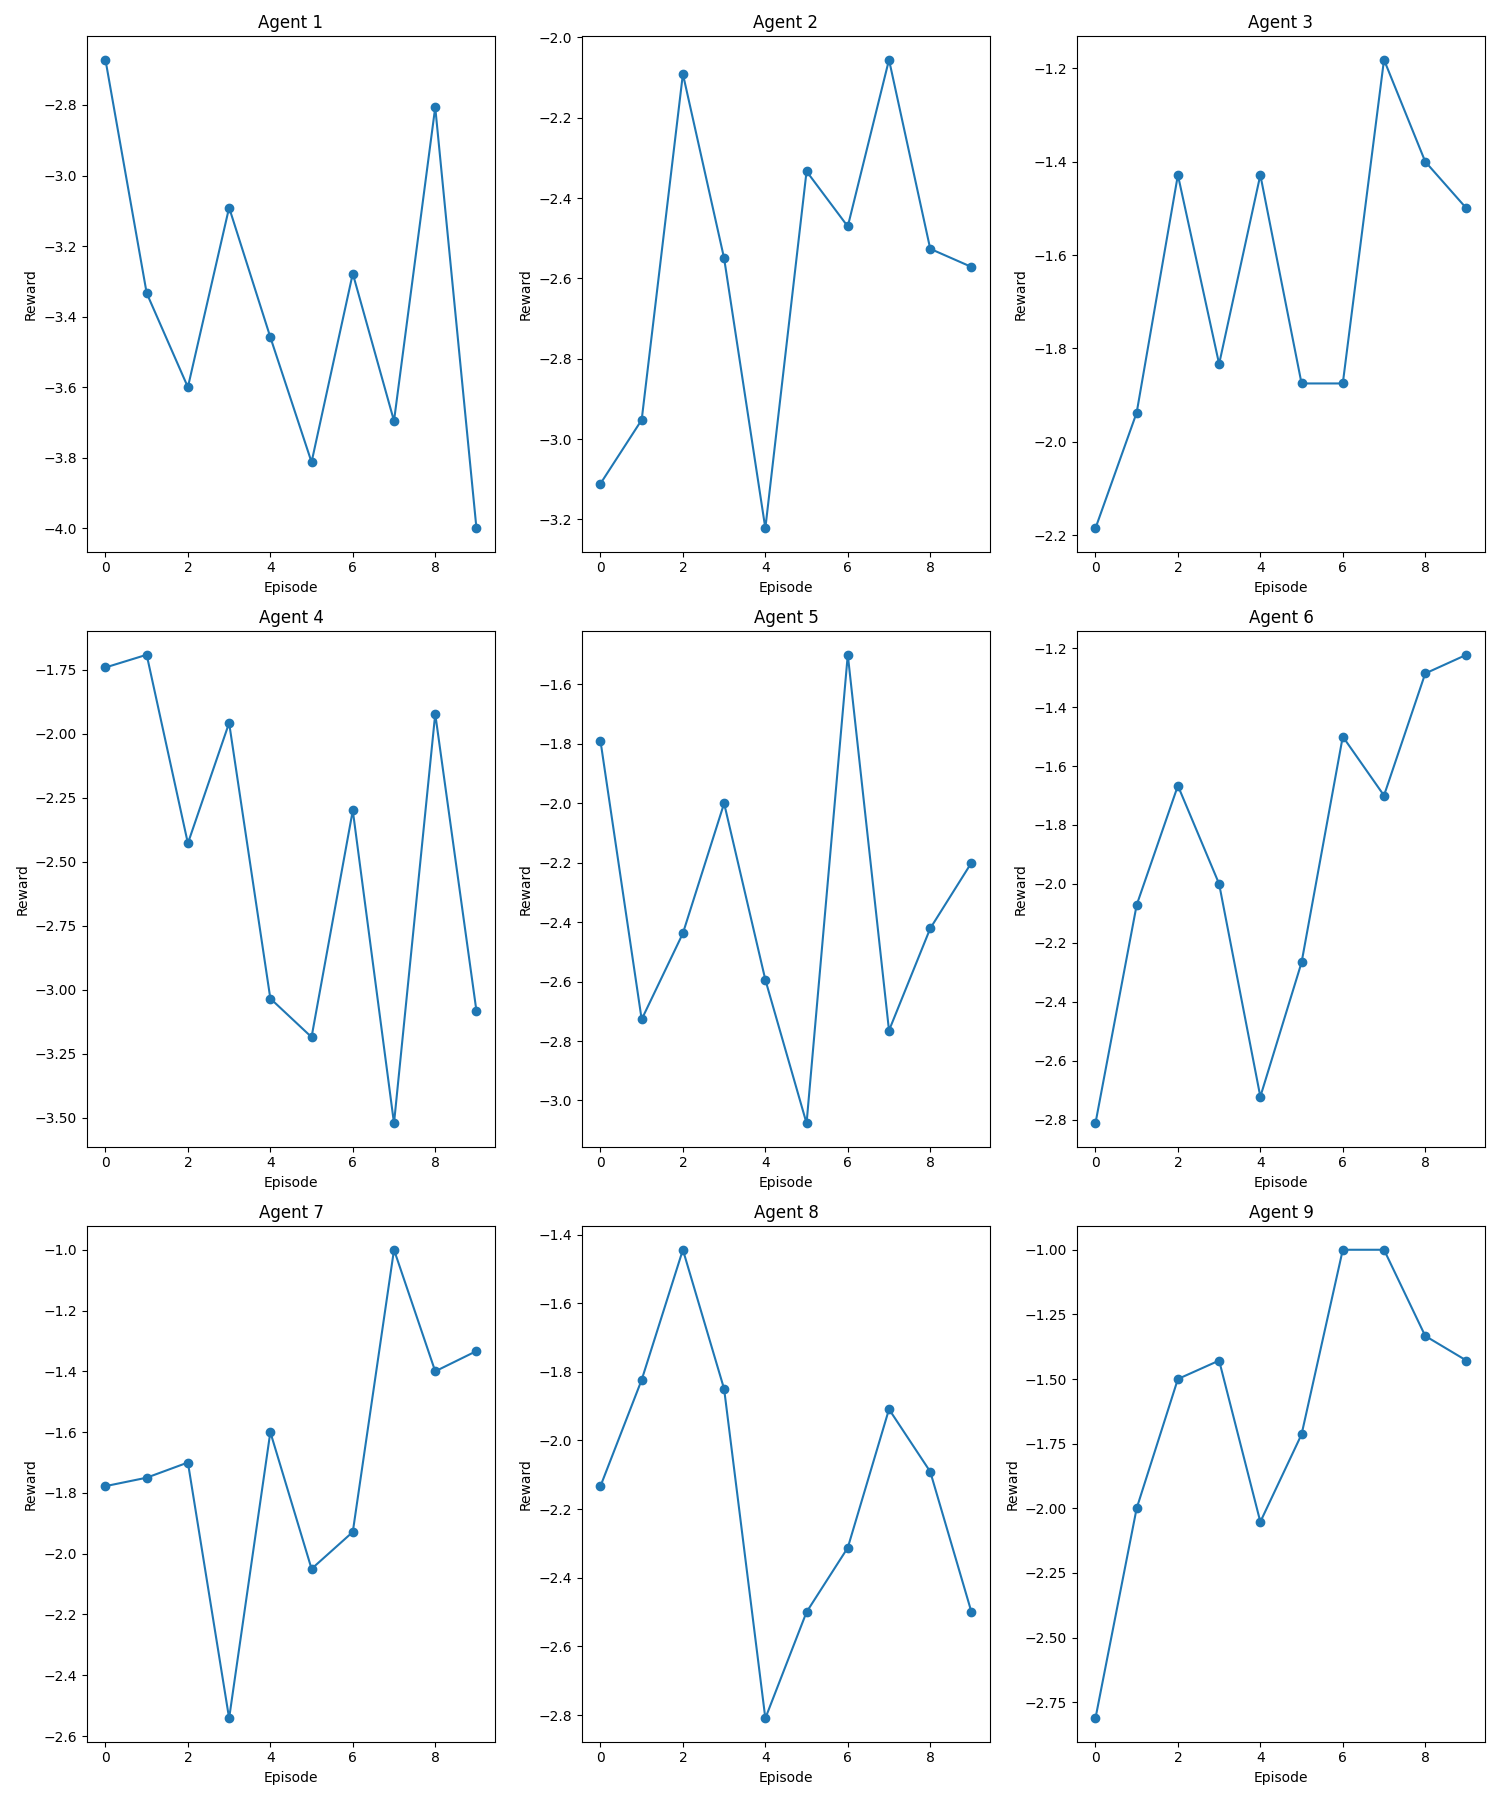 Agent 1
−2.8
−3.0
−3.2
−3.4
−3.6
−3.8
−4.0
Reward
0 2 4 6 8
Episode
Agent 2
−2.0
−2.2
−2.4
−2.6
−2.8
−3.0
−3.2
Reward
0 2 4 6 8
Episode
Agent 3
−1.2
−1.4
−1.6
−1.8
−2.0
−2.2
Reward
0 2 4 6 8
Episode
Agent 4
−1.75
−2.00
−2.25
−2.50
−2.75
−3.00
−3.25
−3.50
Reward
0 2 4 6 8
Episode
Agent 5
−1.6
−1.8
−2.0
−2.2
−2.4
−2.6
−2.8
−3.0
Reward
0 2 4 6 8
Episode
Agent 6
−1.2
−1.4
−1.6
−1.8
−2.0
−2.2
−2.4
−2.6
−2.8
Reward
0 2 4 6 8
Episode
Agent 7
−1.0
−1.2
−1.4
−1.6
−1.8
−2.0
−2.2
−2.4
−2.6
Reward
0 2 4 6 8
Episode
Agent 8
−1.4
−1.6
−1.8
−2.0
−2.2
−2.4
−2.6
−2.8
Reward
0 2 4 6 8
Episode
Agent 9
−1.00
−1.25
−1.50
−1.75
−2.00
−2.25
−2.50
−2.75
Reward
0 2 4 6 8
Episode